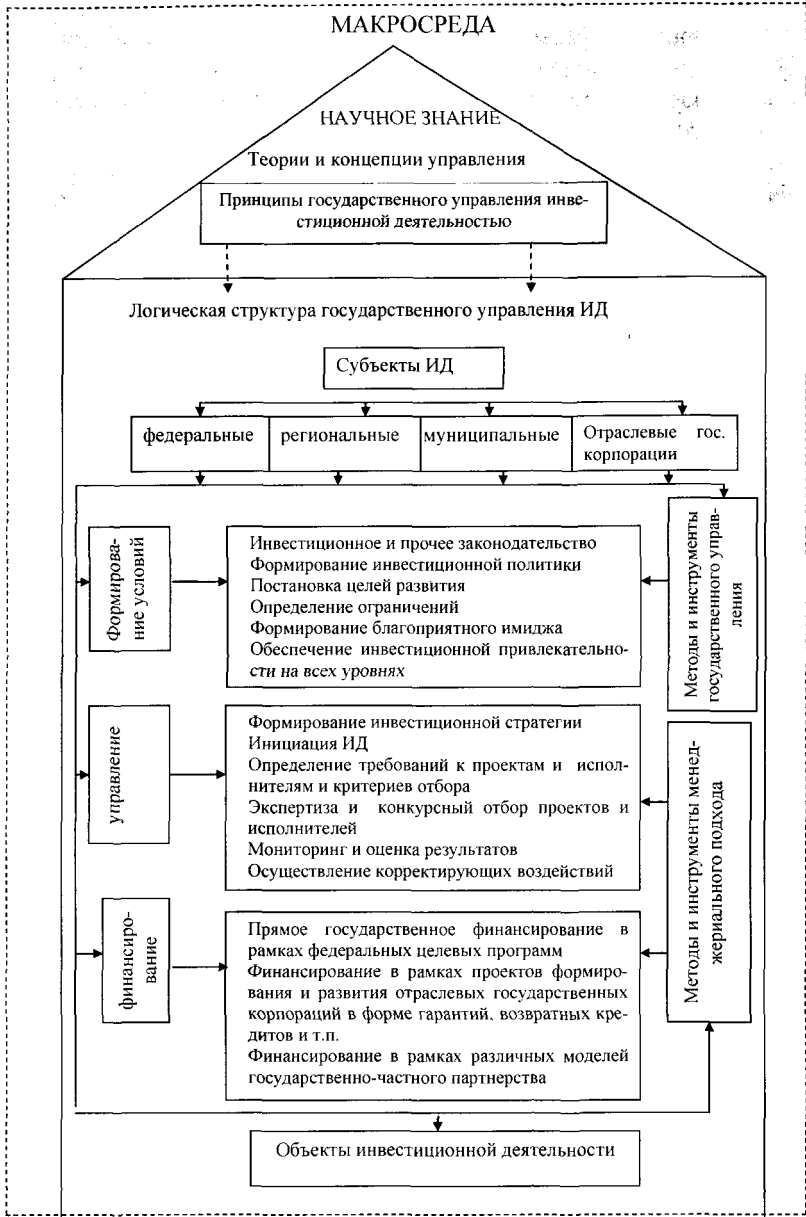 МАКРОСРЕДА
НАУЧНОЕ ЗНАНИЕ
Теории и концепции управления
Принципы государственного управления инве-
стиционной деятельностью
Логическая структура государственного управления ИД
Субъекты ИД
федеральные
региональные
муниципальные
Отраслевые гос.
корпорации
Формирова-
ние условий
Инвестиционное и прочее законодательство
Формирование инвестиционной политики
Постановка целей развития
Определение ограничений
Формирование благоприятного имиджа
Обеспечение инвестиционной привлекательно-
сти на всех уровнях
Методы и инструменты
государственного управ-
ления
управление
Формирование инвестиционной стратегии
Инициация ИД
Определение требований к проектам и испол-
нителям и критериев отбора
Экспертиза и конкурсный отбор проектов и
исполнителей
Мониторинг и оценка результатов
Осуществление корректирующих воздействий
Методы и инструменты менед-
жериального подхода
финансиро-
вание
Прямое государственное финансирование в
рамках федеральных целевых программ
Финансирование в рамках проектов формиро-
вания и развития отраслевых государственных
корпораций в форме гарантий, возвратных кре-
дитов и т.п.
Финансирование в рамках различных моделей
государственно-частного партнерства
Объекты инвестиционной деятельности